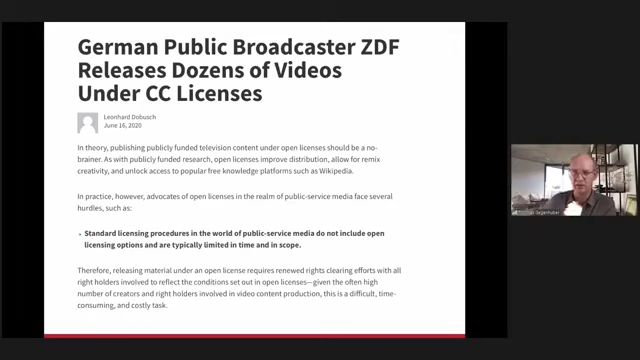 German Public Broadcaster ZDF
Releases Dozens of Videos
Under CC Licenses
Leonhard Dobusch
June 16, 2020
In theory, publishing publicly funded television content under open licenses should be a no-
brainer. As with publicly funded research, open licenses improve distribution, allow for remix
creativity, and unlock access to popular free knowledge platforms such as Wikipedia.
In practice, however, advocates of open licenses in the realm of public-service media face several
hurdles, such as:
Standard licensing procedures in the world of public-service media do not include open
licensing options and are typically limited in time and in scope.
Therefore, releasing material under an open license requires renewed rights clearing efforts with all
right holders involved to reflect the conditions set out in open licenses—given the often high
number of creators and right holders involved in video content production, this is a difficult, time-
consuming, and costly task.